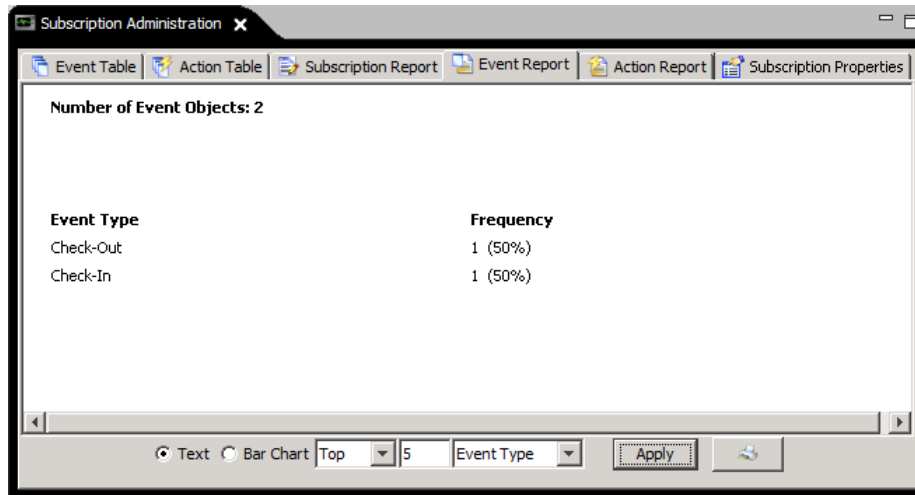 Subscription Administration
Event Table Action Table Subscription Report Event Report Action Report Subscription Properties
Number of Event Objects: 2
Event Type Frequency
Check-Out 1 (50%)
Check-In 1 (50%)
Text Bar Chart Top 5 Event Type Apply